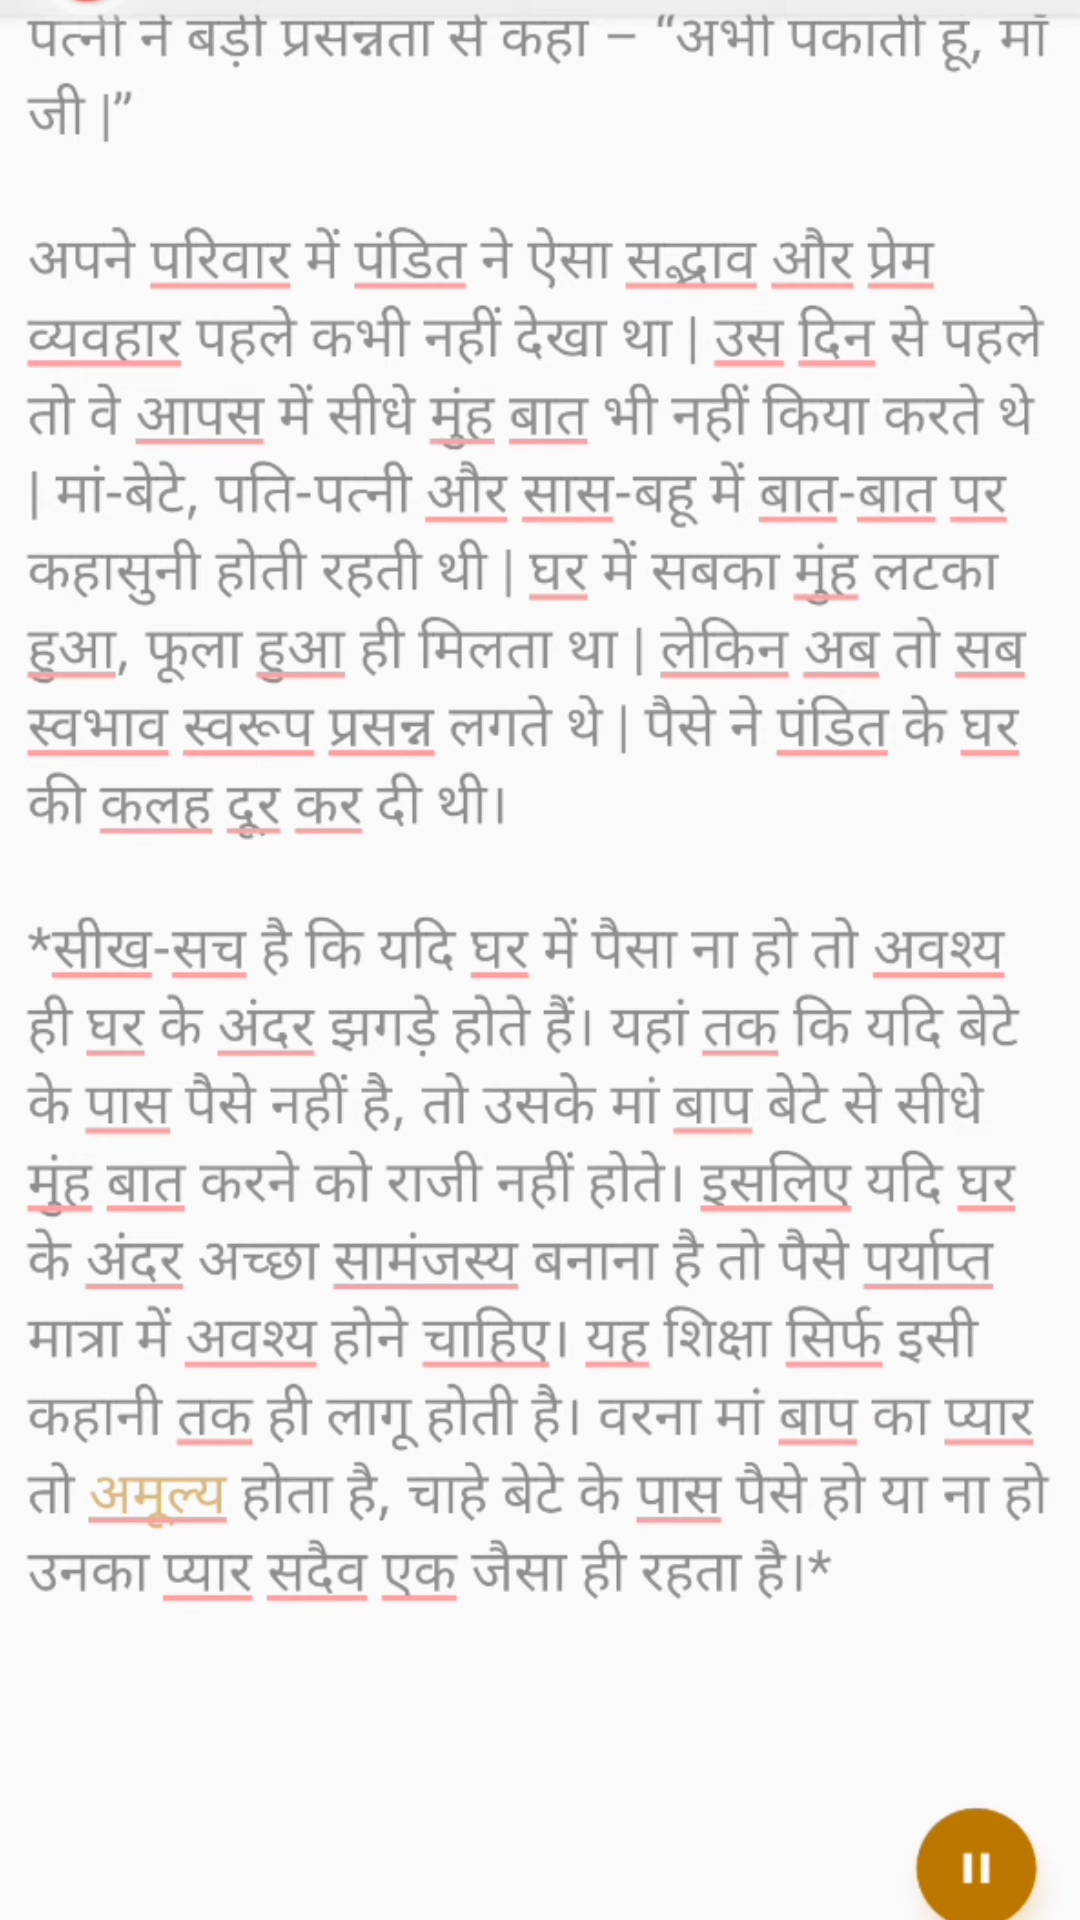 पत्नी ने बड़ी प्रसन्नता से कहा – “अभी पकाती हूं, माँ
जी |”
अपने परिवार में पंडित ने ऐसा सद्भाव और प्रेम
व्यवहार पहले कभी नहीं देखा था | उस दिन से पहले
तो वे आपस में सीधे मुंह बात भी नहीं किया करते थे
| मां-बेटे, पति-पत्नी और सास-बहू में बात-बात पर
कहासुनी होती रहती थी | घर में सबका मुंह लटका
हुआ, फूला हुआ ही मिलता था | लेकिन अब तो सब
स्वभाव स्वरूप प्रसन्न लगते थे | पैसे ने पंडित के घर
की कलह दूर कर दी थी।
*सीख-सच है कि यदि घर में पैसा ना हो तो अवश्य
ही घर के अंदर झगड़े होते हैं। यहां तक कि यदि बेटे
के पास पैसे नहीं है, तो उसके मां बाप बेटे से सीधे
मुंह बात करने को राजी नहीं होते। इसलिए यदि घर
के अंदर अच्छा सामंजस्य बनाना है तो पैसे पर्याप्त
मात्रा में अवश्य होने चाहिए। यह शिक्षा सिर्फ इसी
कहानी तक ही लागू होती है। वरना मां बाप का प्यार
तो अमूल्य होता है, चाहे बेटे के पास पैसे हो या ना हो
उनका प्यार सदैव एक जैसा ही रहता है।*